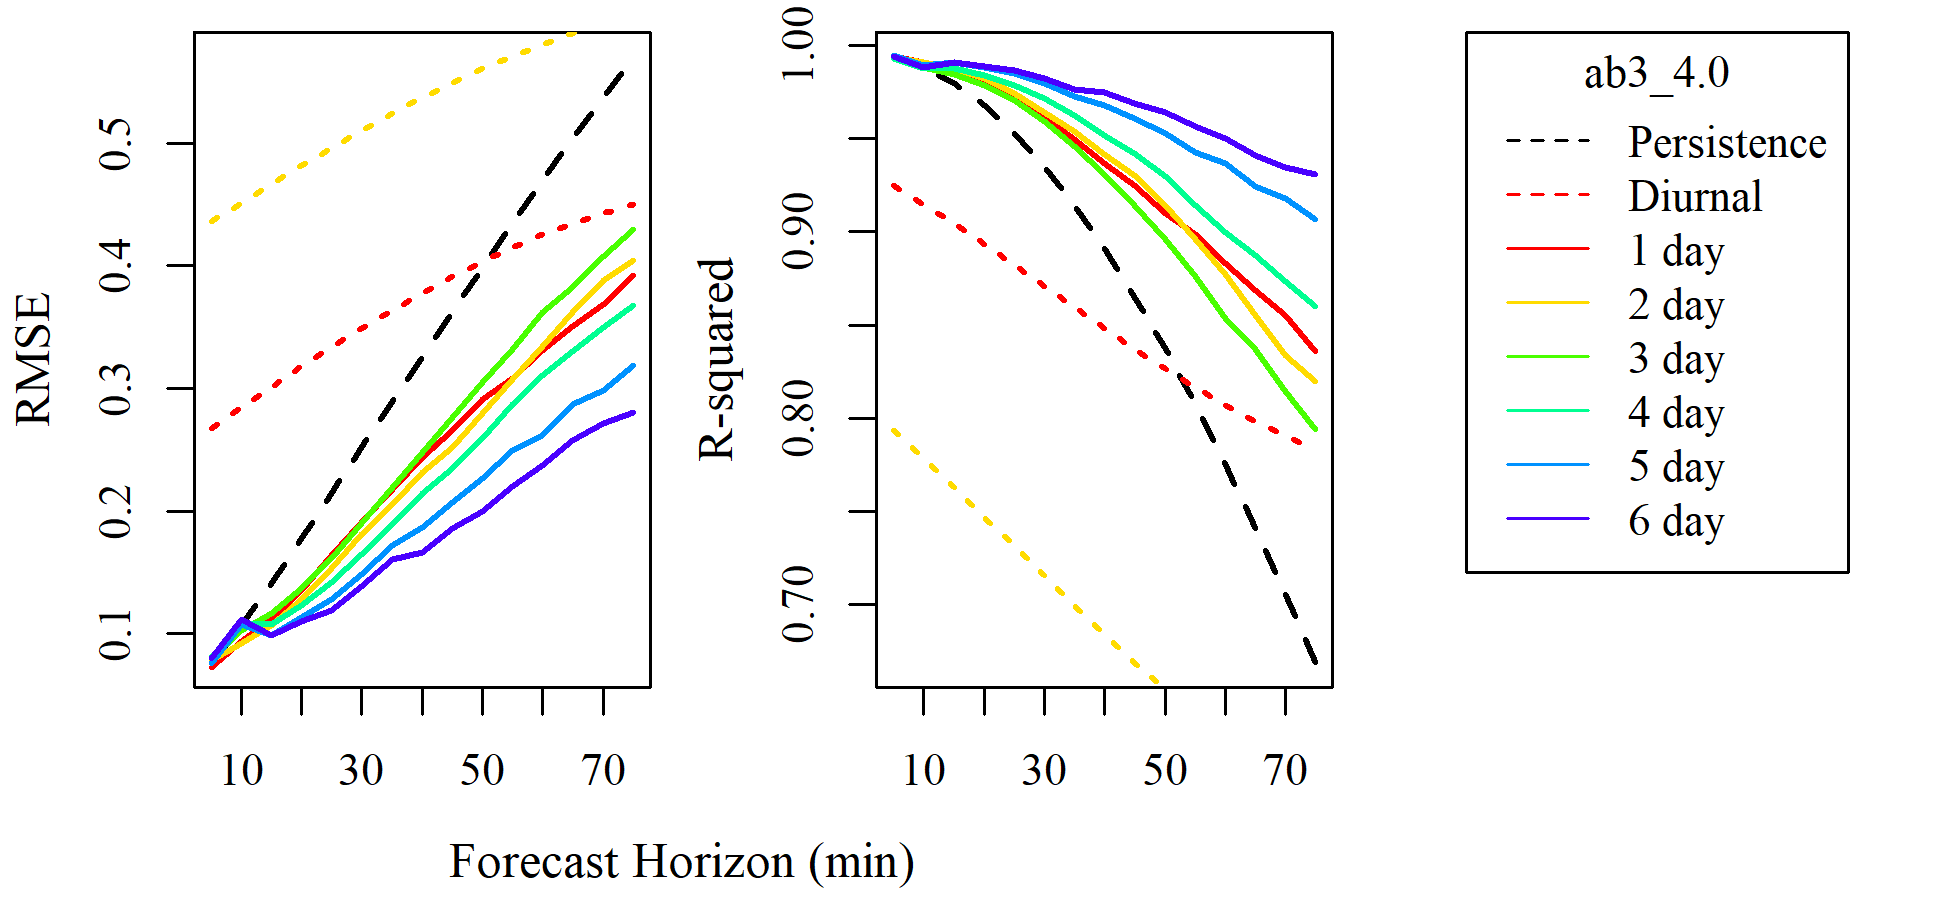 RMSE
0.1
0.2
0.3
0.4
0.5
10
30
50
70
R-squared
0.70
0.80
0.90
1.00
10
30
50
70
Forecast Horizon (min)
ab3_4.0
Persistence
Diurnal
1 day
2 day
3 day
4 day
5 day
6 day